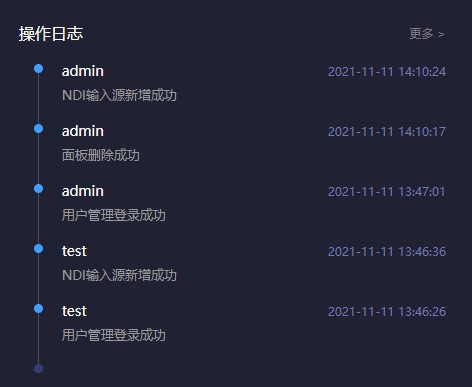 操作日志 更多 >
admin 2021-11-11 14:10:24
NDI输入源新增成功
admin 2021-11-11 14:10:17
面板删除成功
admin 2021-11-11 13:47:01
用户管理登录成功
test 2021-11-11 13:46:36
NDI输入源新增成功
test 2021-11-11 13:46:26
用户管理登录成功